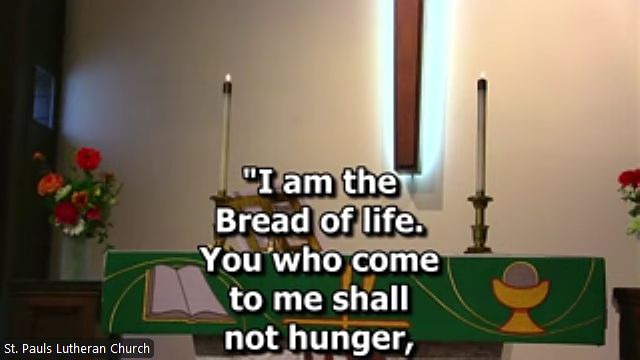 "I am the
Bread of life.
You who come
to me shall
not hunger,
St. Pauls Lutheran Church